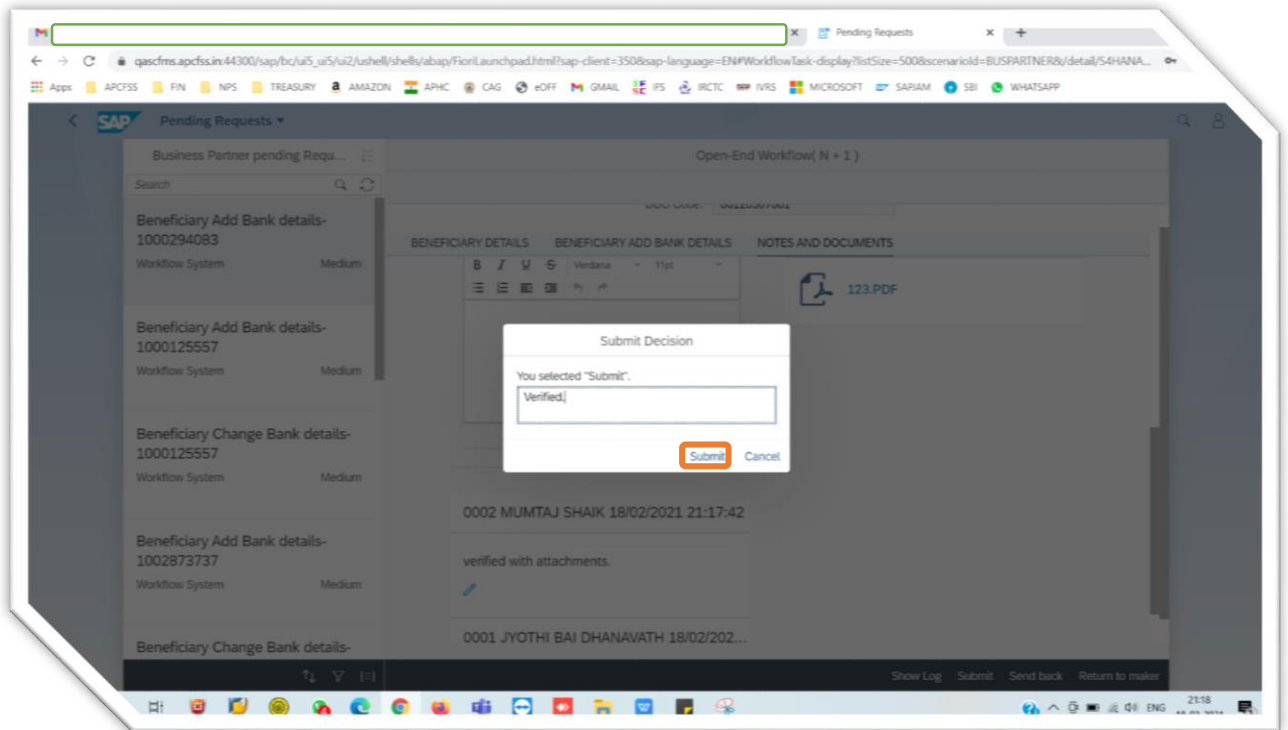 Pending Requests
qascfms.apcfss.in:44300/sap/bc/ui5_ui5/ui2/ushell/shells/abap/FioriLaunchpad.html?sap-client=350&sap-language=EN#WorkflowTask-display?listSize=500&scenarioId=BUSPARTNER&/detail/S4HANA...
Apps APCFSS FIN NPS TREASURY AMAZON APHC CAG eOFF GMAIL IFS IRCTC IVRS MICROSOFT SAPJAM SBI WHATSAPP
SAP Pending Requests
Business Partner pending Requ...
Open-End Workflow( N + 1 )
Search
DDO Code:
Beneficiary Add Bank details-
1000294083
Workflow System Medium
BENEFICIARY DETAILS BENEFICIARY ADD BANK DETAILS NOTES AND DOCUMENTS
B I U S Verdana 11pt
123.PDF
Beneficiary Add Bank details-
1000125557
Workflow System Medium
Submit Decision
You selected "Submit".
Verified.
Submit Cancel
Beneficiary Change Bank details-
1000125557
Workflow System Medium
0002 MUMTAJ SHAIK 18/02/2021 21:17:42
verified with attachments.
Beneficiary Add Bank details-
1002873737
Workflow System Medium
0001 JYOTHI BAI DHANAVATH 18/02/202...
Beneficiary Change Bank details-
Show Log Submit Send back Return to maker
ENG 21:18